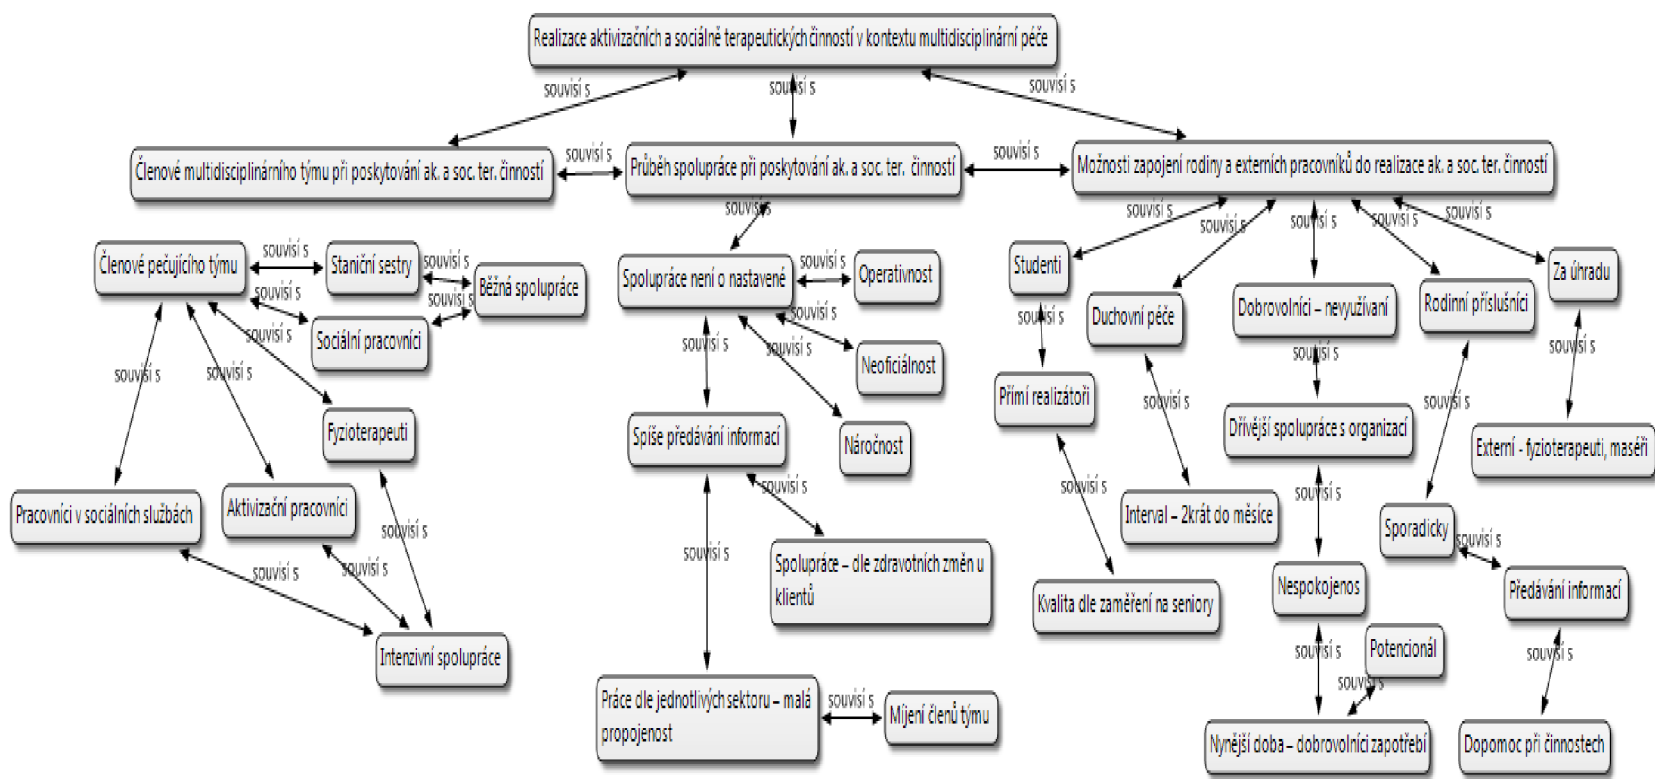 Realizace aktivizačních a sociálně terapeutických činností v kontextu multidisciplinární péče
souvisí s
souvisí s
souvisí s
Členové multidisciplinárního týmu při poskytování ak. a soc. ter. činností
souvisí s
Průběh spolupráce při poskytování ak. a soc. ter. činností
souvisí s
Možnosti zapojení rodiny a externích pracovníků do realizace ak. a soc. ter. činností
souvisí s
souvisí s
souvisí s
souvisí s
souvisí s
souvisí s
Členové pečujícího týmu
souvisí s
Staniční sestry
souvisí s
Běžná spolupráce
souvisí s
souvisí s
Sociální pracovníci
souvisí s
souvisí s
souvisí s
Fyzioterapeuti
Pracovníci v sociálních službách
Aktivizační pracovníci
souvisí s
souvisí s
souvisí s
Intenzivní spolupráce
Spolupráce není o nastavené
souvisí s
Operativnost
souvisí s
Neoficiálnost
souvisí s
souvisí s
Spíše předávání informací
Náročnost
souvisí s
souvisí s
Spolupráce – dle zdravotních změn u
klientů
Práce dle jednotlivých sektoru – malá
propojenost
souvisí s
Míjení členů týmu
Studenti
souvisí s
Přímí realizátoři
souvisí s
Kvalita dle zaměření na seniory
Duchovní péče
souvisí s
Interval – 2krát do měsíce
Dobrovolníci – nevyužívaní
souvisí s
Dřívější spolupráce s organizací
souvisí s
Nespokojenos
souvisí s
Potencionál
souvisí s
Nynější doba – dobrovolníci zapotřebí
Rodinní příslušníci
souvisí s
Sporadicky
souvisí s
Předávání informací
souvisí s
Dopomoc při činnostech
Za úhradu
souvisí s
Externí - fyzioterapeuti, maséři